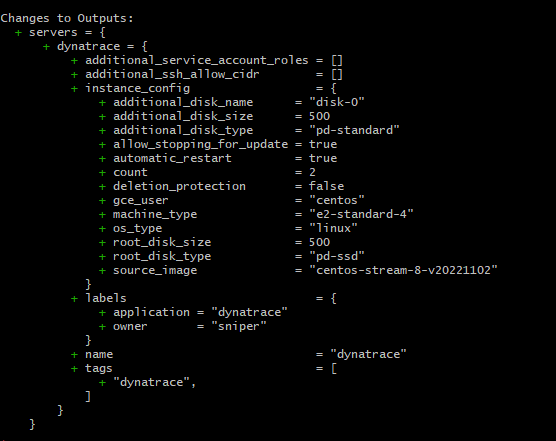 Changes to Outputs:
  + servers = {
      + dynatrace = {
          + additional_service_account_roles = []
          + additional_ssh_allow_cidr        = []
          + instance_config                  = {
              + additional_disk_name      = "disk-0"
              + additional_disk_size      = 500
              + additional_disk_type      = "pd-standard"
              + allow_stopping_for_update = true
              + automatic_restart         = true
              + count                     = 2
              + deletion_protection       = false
              + gce_user                  = "centos"
              + machine_type              = "e2-standard-4"
              + os_type                   = "linux"
              + root_disk_size            = 500
              + root_disk_type            = "pd-ssd"
              + source_image              = "centos-stream-8-v20221102"
            }
          + labels                           = {
              + application = "dynatrace"
              + owner       = "sniper"
            }
          + name                             = "dynatrace"
          + tags                             = [
              + "dynatrace",
            ]
        }
    }